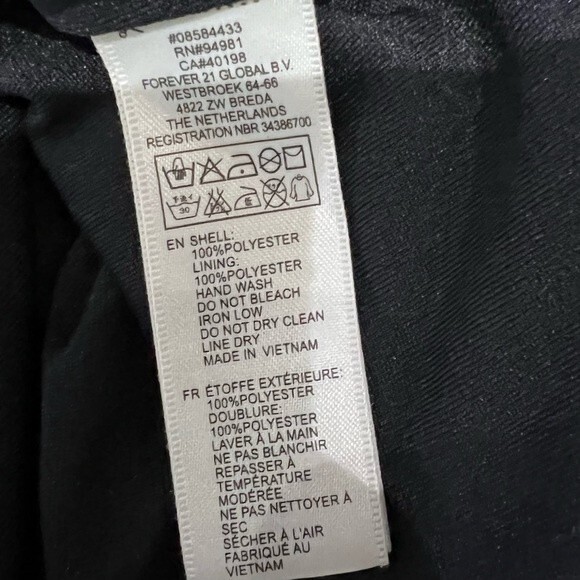 #08584433
RN#94981
CA#40198
FOREVER 21 GLOBAL B.V.
WESTBROEK 64-66
4822 ZW BREDA
THE NETHERLANDS
REGISTRATION NBR 34386700
EN SHELL:
100%POLYESTER
LINING:
100%POLYESTER
HAND WASH
DO NOT BLEACH
IRON LOW
DO NOT DRY CLEAN
LINE DRY
MADE IN VIETNAM
FR ÉTOFFE EXTÉRIEURE:
100%POLYESTER
DOUBLURE:
100%POLYESTER
LAVER À LA MAIN
NE PAS BLANCHIR
REPASSER À
TEMPÉRATURE
MODÉRÉE
NE PAS NETTOYER À
SEC
SÉCHER À L'AIR
FABRIQUÉ AU
VIETNAM